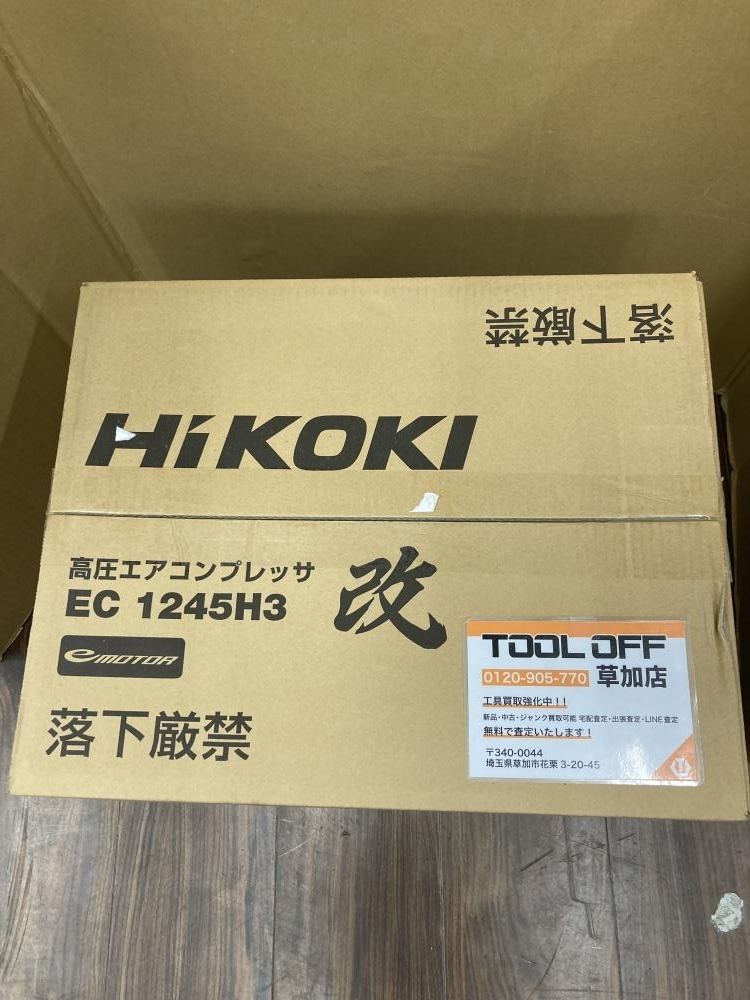 落下厳禁
HiKOKI
高圧エアコンプレッサ
EC 1245H3
改
eMOTOR
落下厳禁
TOOL OFF
0120-905-770 草加店
工具買取強化中！！
新品・中古・ジャンク買取可能 宅配査定・出張査定・LINE査定
無料で査定いたします！
〒340-0044
埼玉県草加市花栗 3-20-45